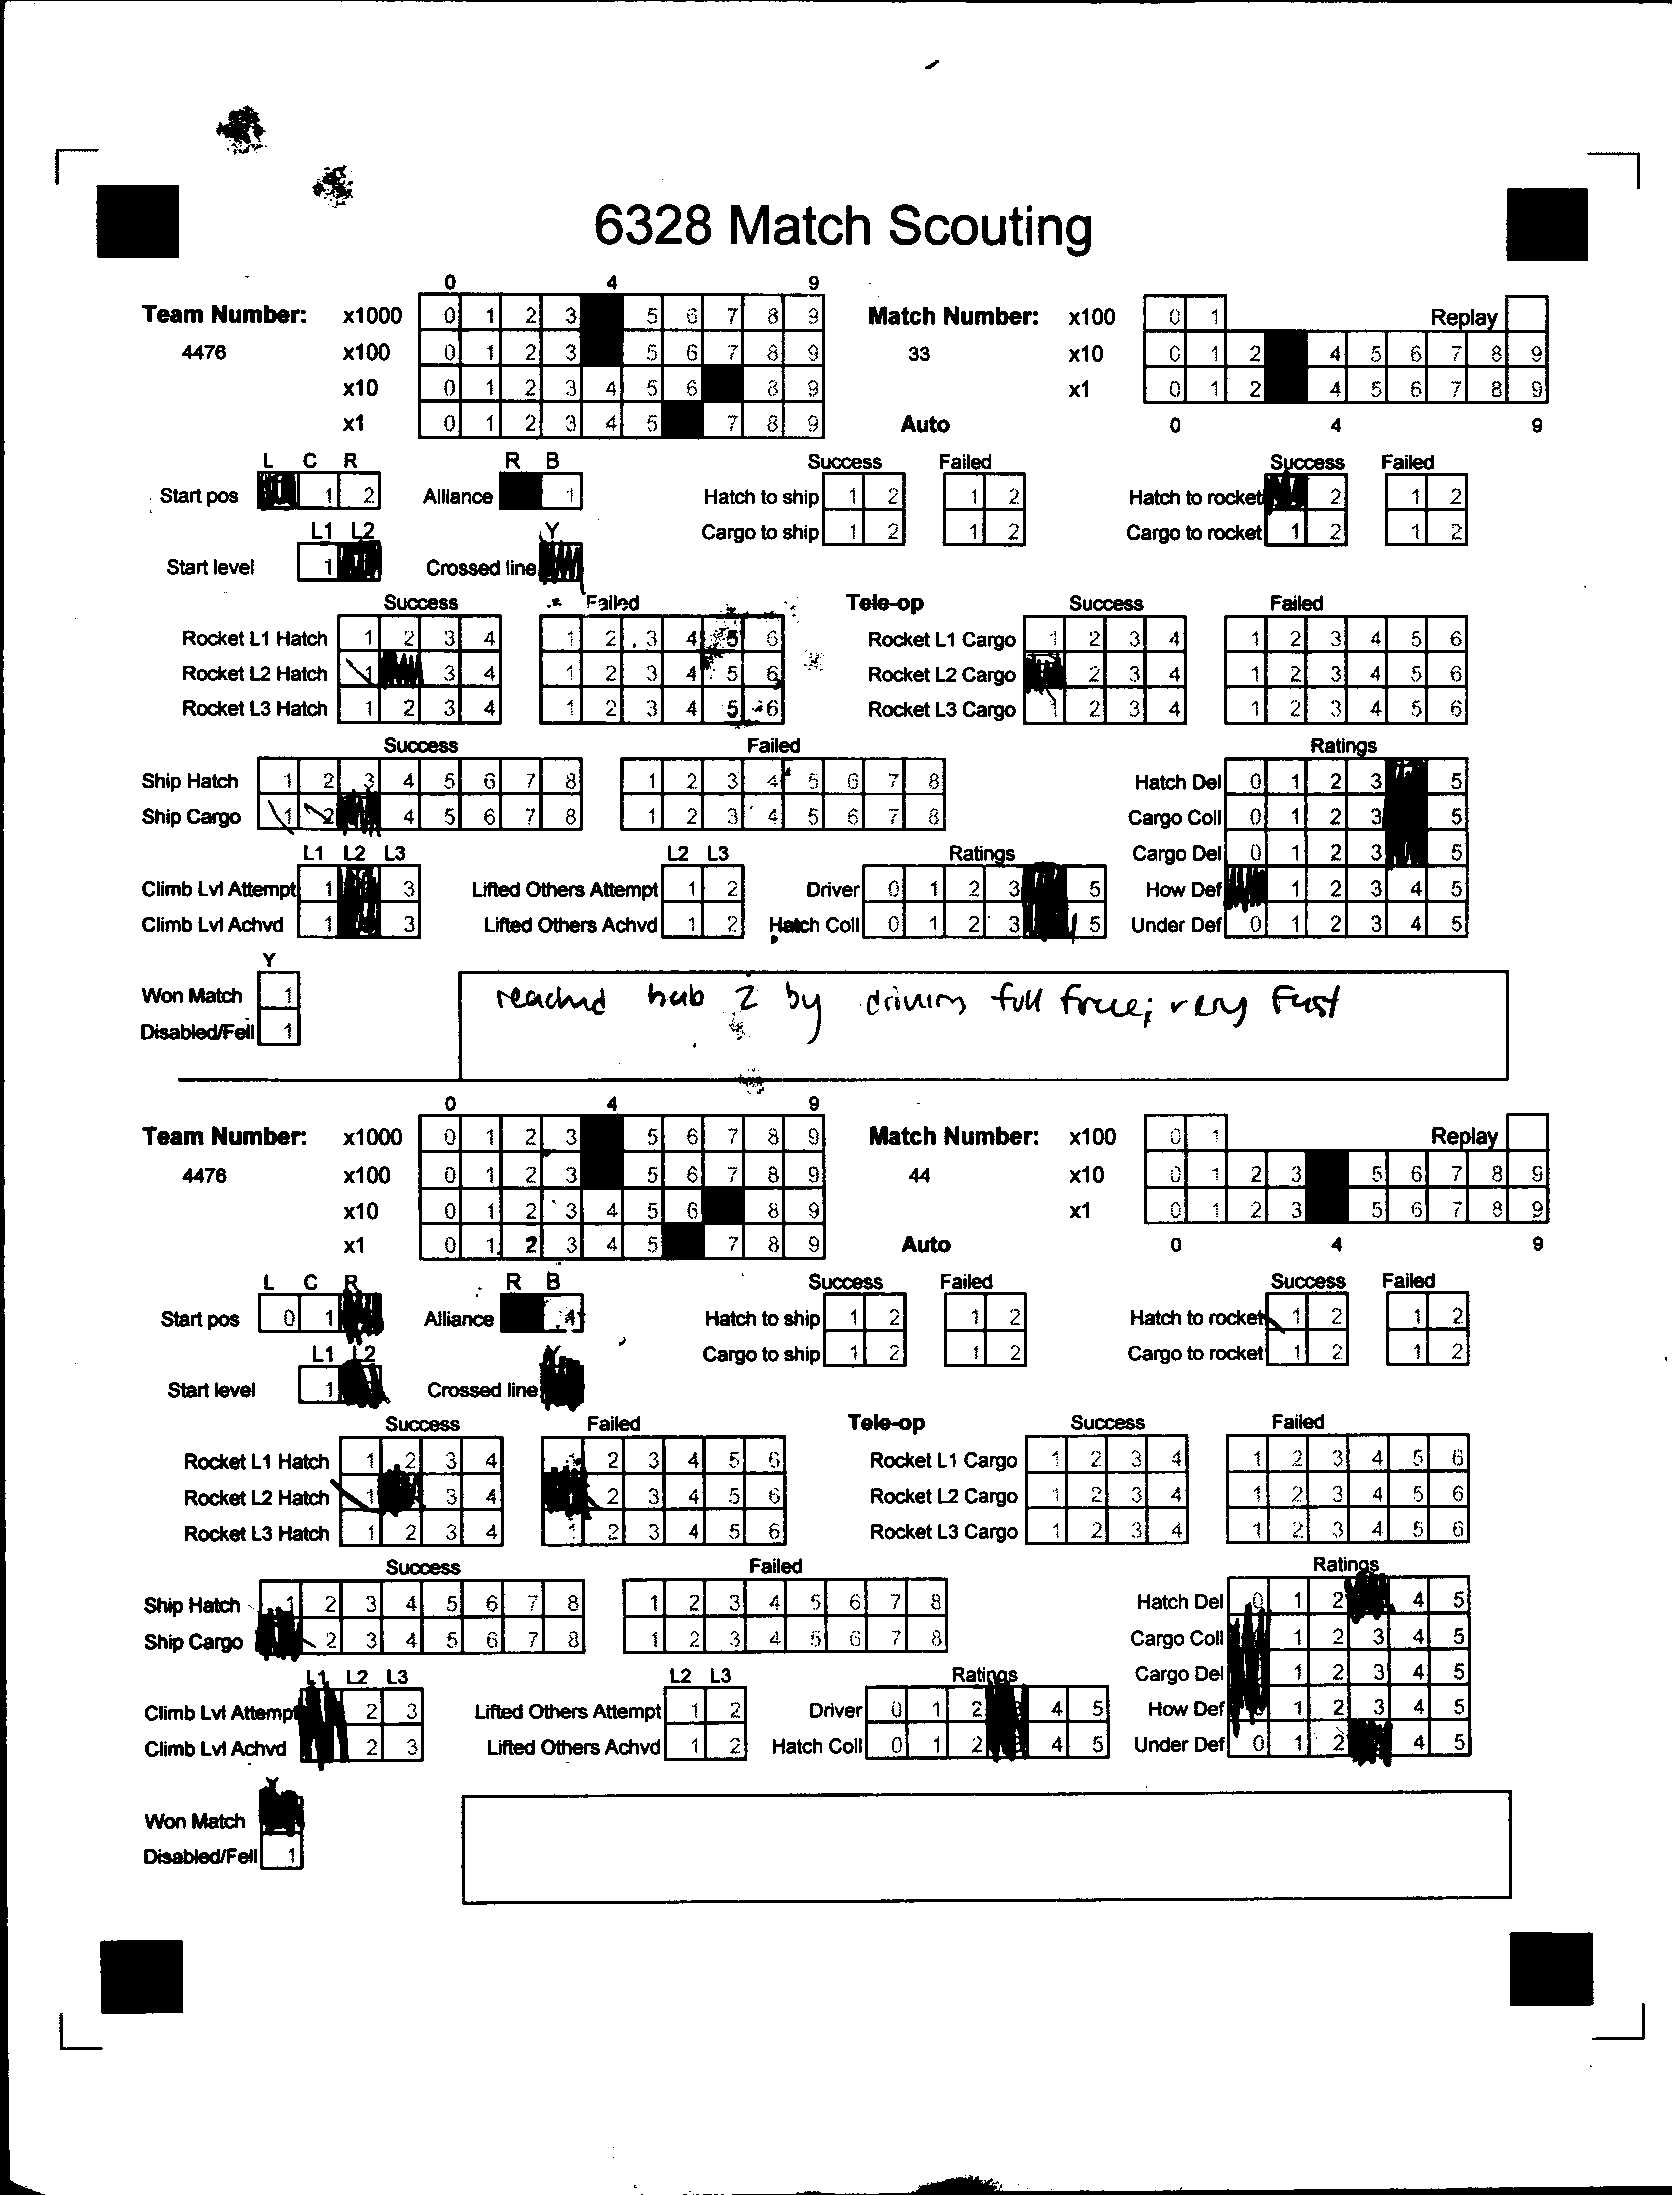 6328 Match Scouting
0 4 9
Team Number: x1000 0 1 2 3 5 6 7 8 9 Match Number: x100 0 1 Replay
4476 x100 0 1 2 3 5 6 7 8 9 33 x10 0 1 2 4 5 6 7 8 9
x10 0 1 2 3 4 5 6 8 9 x1 0 1 2 4 5 6 7 8 9
x1 0 1 2 3 4 5 7 8 9 Auto 0 4 9
L C R R B Success Failed Success Failed
Start pos 1 2 Alliance 1 Hatch to ship 1 2 1 2 Hatch to rocket 2 1 2
L1 L2 Y Cargo to ship 1 2 1 2 Cargo to rocket 1 2 1 2
Start level 1 Crossed line
Success Failed Tele-op Success Failed
Rocket L1 Hatch 1 2 3 4 1 2 3 4 5 6 Rocket L1 Cargo 1 2 3 4 1 2 3 4 5 6
Rocket L2 Hatch 1 3 4 1 2 3 4 5 6 Rocket L2 Cargo 2 3 4 1 2 3 4 5 6
Rocket L3 Hatch 1 2 3 4 1 2 3 4 5 6 Rocket L3 Cargo 1 2 3 4 1 2 3 4 5 6
Success Failed Ratings
Ship Hatch 1 2 3 4 5 6 7 8 1 2 3 4 5 6 7 8 Hatch Del 0 1 2 3 5
Ship Cargo 1 2 4 5 6 7 8 1 2 3 4 5 6 7 8 Cargo Coll 0 1 2 3 5
L1 L2 L3 L2 L3 Ratings Cargo Del 0 1 2 3 5
Climb Lvl Attempt 1 3 Lifted Others Attempt 1 2 Driver 0 1 2 3 5 How Def 1 2 3 4 5
Climb Lvl Achvd 1 3 Lifted Others Achvd 1 2 Hatch Coll 0 1 2 3 5 Under Def 0 1 2 3 4 5
Y
Won Match 1 reached hab 2 by driving full force; very fast
Disabled/Fell 1
0 4 9
Team Number: x1000 0 1 2 3 5 6 7 8 9 Match Number: x100 0 1 Replay
4476 x100 0 1 2 3 5 6 7 8 9 44 x10 0 1 2 3 5 6 7 8 9
x10 0 1 2 3 4 5 6 8 9 x1 0 1 2 3 5 6 7 8 9
x1 0 1 2 3 4 5 7 8 9 Auto 0 4 9
L C R R B Success Failed Success Failed
Start pos 0 1 Alliance 1 Hatch to ship 1 2 1 2 Hatch to rocket 1 2 1 2
L1 L2 Y Cargo to ship 1 2 1 2 Cargo to rocket 1 2 1 2
Start level 1 Crossed line
Success Failed Tele-op Success Failed
Rocket L1 Hatch 1 2 3 4 1 2 3 4 5 6 Rocket L1 Cargo 1 2 3 4 1 2 3 4 5 6
Rocket L2 Hatch 1 3 4 2 3 4 5 6 Rocket L2 Cargo 1 2 3 4 1 2 3 4 5 6
Rocket L3 Hatch 1 2 3 4 1 2 3 4 5 6 Rocket L3 Cargo 1 2 3 4 1 2 3 4 5 6
Success Failed Ratings
Ship Hatch 1 2 3 4 5 6 7 8 1 2 3 4 5 6 7 8 Hatch Del 0 1 2 4 5
Ship Cargo 2 3 4 5 6 7 8 1 2 3 4 5 6 7 8 Cargo Coll 1 2 3 4 5
L1 L2 L3 L2 L3 Ratings Cargo Del 1 2 3 4 5
Climb Lvl Attempt 2 3 Lifted Others Attempt 1 2 Driver 0 1 2 4 5 How Def 1 2 3 4 5
Climb Lvl Achvd 2 3 Lifted Others Achvd 1 2 Hatch Coll 0 1 2 4 5 Under Def 0 1 2 4 5
Y
Won Match
Disabled/Fell 1